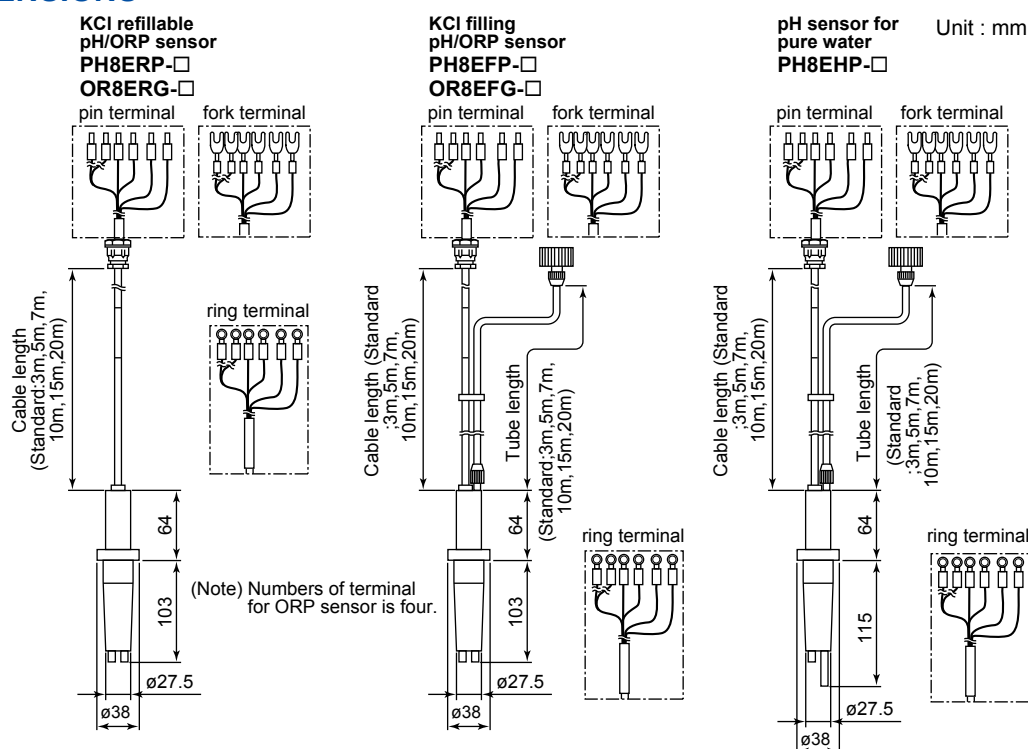 KCl refillable
pH/ORP sensor
PH8ERP-□
OR8ERG-□
pin terminal
fork terminal
Cable length
(Standard:3m,5m,7m,
10m,15m,20m)
ring terminal
64
103
ø27.5
ø38
(Note) Numbers of terminal
for ORP sensor is four.
KCl filling
pH/ORP sensor
PH8EFP-□
OR8EFG-□
pin terminal
fork terminal
Cable length (Standard
;3m,5m,7m,
10m,15m,20m)
Tube length
(Standard;3m,5m,7m,
10m,15m,20m)
64
103
ring terminal
ø27.5
ø38
pH sensor for
pure water
PH8EHP-□
Unit : mm
pin terminal
fork terminal
Cable length (Standard
;3m,5m,7m,
10m,15m,20m)
Tube length
(Standard
;3m,5m,7m,
10m,15m,20m)
64
115
ring terminal
ø27.5
ø38